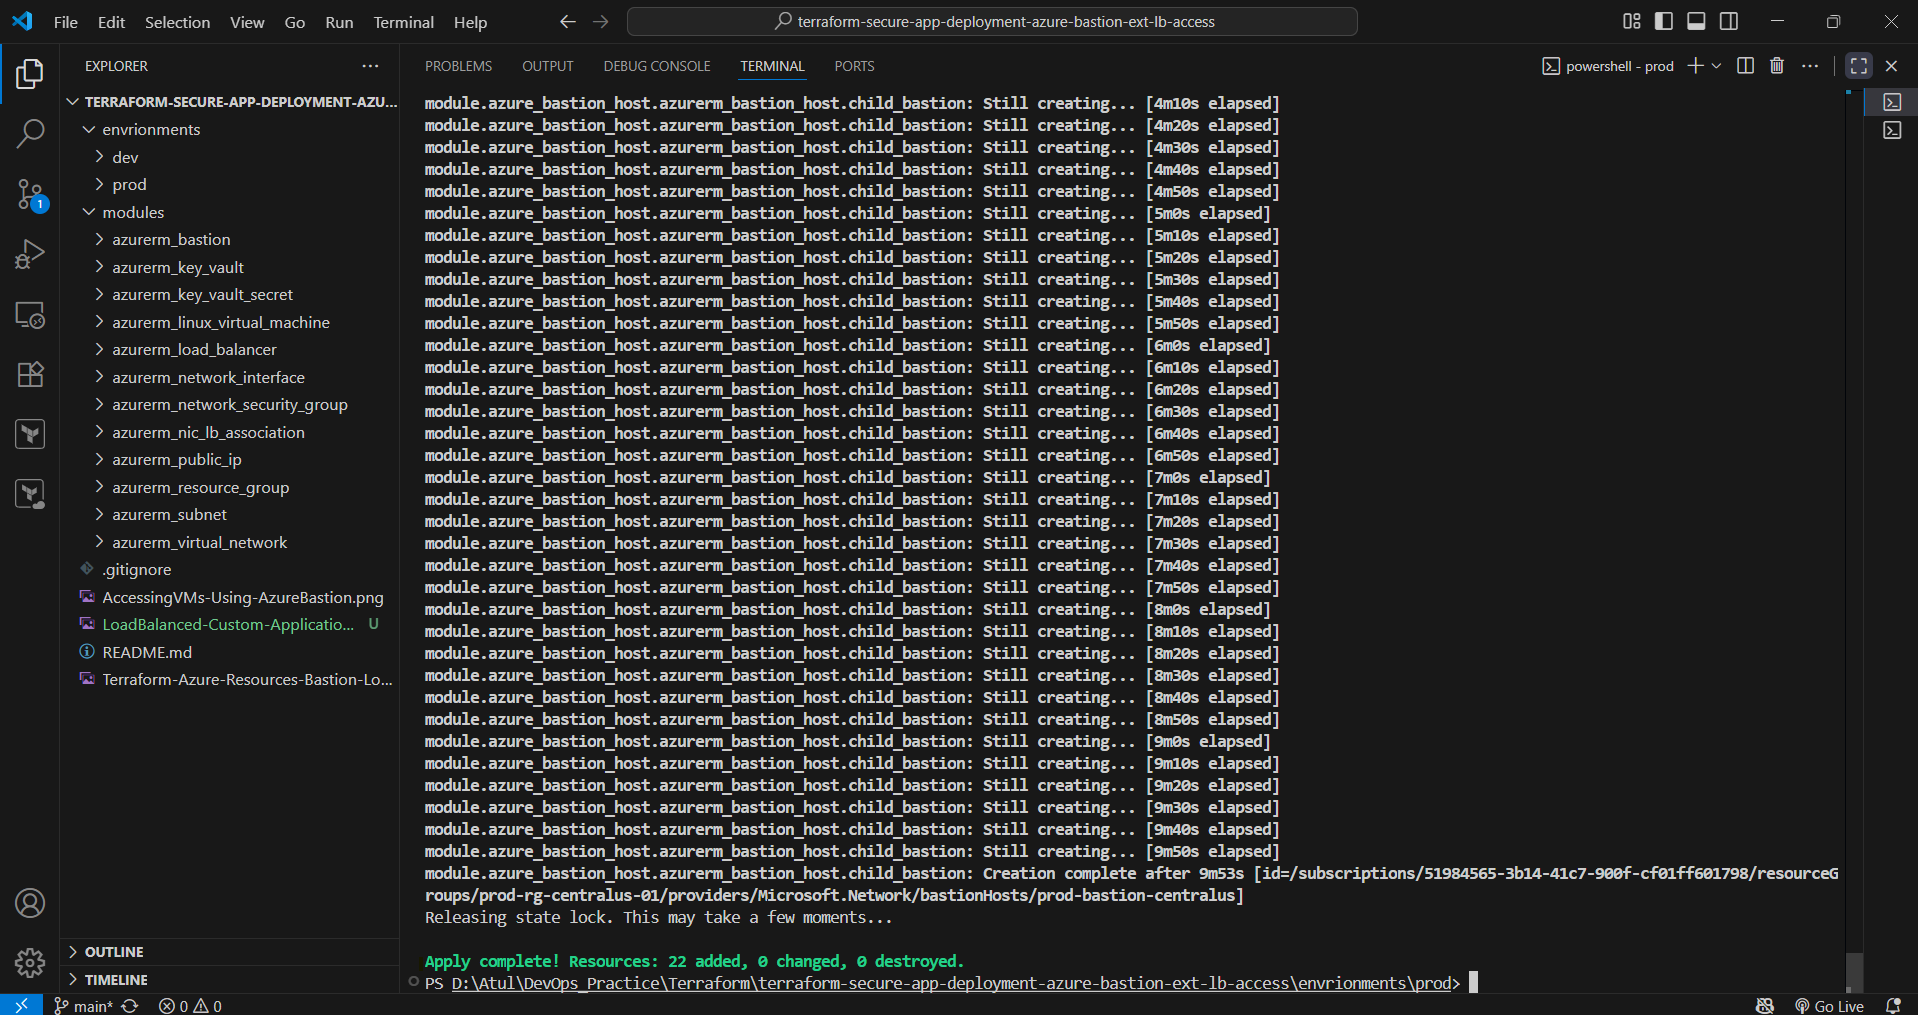 File Edit Selection View Go Run Terminal Help
terraform-secure-app-deployment-azure-bastion-ext-lb-access
EXPLORER
TERRAFORM-SECURE-APP-DEPLOYMENT-AZU...
envrionments
dev
prod
modules
azurerm_bastion
azurerm_key_vault
azurerm_key_vault_secret
azurerm_linux_virtual_machine
azurerm_load_balancer
azurerm_network_interface
azurerm_network_security_group
azurerm_nic_lb_association
azurerm_public_ip
azurerm_resource_group
azurerm_subnet
azurerm_virtual_network
.gitignore
AccessingVMs-Using-AzureBastion.png
LoadBalanced-Custom-Applicatio... U
README.md
Terraform-Azure-Resources-Bastion-Lo...
OUTLINE
TIMELINE
1
PROBLEMS OUTPUT DEBUG CONSOLE TERMINAL PORTS
powershell - prod
module.azure_bastion_host.azurerm_bastion_host.child_bastion: Still creating... [4m10s elapsed]
module.azure_bastion_host.azurerm_bastion_host.child_bastion: Still creating... [4m20s elapsed]
module.azure_bastion_host.azurerm_bastion_host.child_bastion: Still creating... [4m30s elapsed]
module.azure_bastion_host.azurerm_bastion_host.child_bastion: Still creating... [4m40s elapsed]
module.azure_bastion_host.azurerm_bastion_host.child_bastion: Still creating... [4m50s elapsed]
module.azure_bastion_host.azurerm_bastion_host.child_bastion: Still creating... [5m0s elapsed]
module.azure_bastion_host.azurerm_bastion_host.child_bastion: Still creating... [5m10s elapsed]
module.azure_bastion_host.azurerm_bastion_host.child_bastion: Still creating... [5m20s elapsed]
module.azure_bastion_host.azurerm_bastion_host.child_bastion: Still creating... [5m30s elapsed]
module.azure_bastion_host.azurerm_bastion_host.child_bastion: Still creating... [5m40s elapsed]
module.azure_bastion_host.azurerm_bastion_host.child_bastion: Still creating... [5m50s elapsed]
module.azure_bastion_host.azurerm_bastion_host.child_bastion: Still creating... [6m0s elapsed]
module.azure_bastion_host.azurerm_bastion_host.child_bastion: Still creating... [6m10s elapsed]
module.azure_bastion_host.azurerm_bastion_host.child_bastion: Still creating... [6m20s elapsed]
module.azure_bastion_host.azurerm_bastion_host.child_bastion: Still creating... [6m30s elapsed]
module.azure_bastion_host.azurerm_bastion_host.child_bastion: Still creating... [6m40s elapsed]
module.azure_bastion_host.azurerm_bastion_host.child_bastion: Still creating... [6m50s elapsed]
module.azure_bastion_host.azurerm_bastion_host.child_bastion: Still creating... [7m0s elapsed]
module.azure_bastion_host.azurerm_bastion_host.child_bastion: Still creating... [7m10s elapsed]
module.azure_bastion_host.azurerm_bastion_host.child_bastion: Still creating... [7m20s elapsed]
module.azure_bastion_host.azurerm_bastion_host.child_bastion: Still creating... [7m30s elapsed]
module.azure_bastion_host.azurerm_bastion_host.child_bastion: Still creating... [7m40s elapsed]
module.azure_bastion_host.azurerm_bastion_host.child_bastion: Still creating... [7m50s elapsed]
module.azure_bastion_host.azurerm_bastion_host.child_bastion: Still creating... [8m0s elapsed]
module.azure_bastion_host.azurerm_bastion_host.child_bastion: Still creating... [8m10s elapsed]
module.azure_bastion_host.azurerm_bastion_host.child_bastion: Still creating... [8m20s elapsed]
module.azure_bastion_host.azurerm_bastion_host.child_bastion: Still creating... [8m30s elapsed]
module.azure_bastion_host.azurerm_bastion_host.child_bastion: Still creating... [8m40s elapsed]
module.azure_bastion_host.azurerm_bastion_host.child_bastion: Still creating... [8m50s elapsed]
module.azure_bastion_host.azurerm_bastion_host.child_bastion: Still creating... [9m0s elapsed]
module.azure_bastion_host.azurerm_bastion_host.child_bastion: Still creating... [9m10s elapsed]
module.azure_bastion_host.azurerm_bastion_host.child_bastion: Still creating... [9m20s elapsed]
module.azure_bastion_host.azurerm_bastion_host.child_bastion: Still creating... [9m30s elapsed]
module.azure_bastion_host.azurerm_bastion_host.child_bastion: Still creating... [9m40s elapsed]
module.azure_bastion_host.azurerm_bastion_host.child_bastion: Still creating... [9m50s elapsed]
module.azure_bastion_host.azurerm_bastion_host.child_bastion: Creation complete after 9m53s [id=/subscriptions/51984565-3b14-41c7-900f-cf01ff601798/resourceG
roups/prod-rg-centralus-01/providers/Microsoft.Network/bastionHosts/prod-bastion-centralus]
Releasing state lock. This may take a few moments...
Apply complete! Resources: 22 added, 0 changed, 0 destroyed.
PS D:\Atul\DevOps_Practice\Terraform\terraform-secure-app-deployment-azure-bastion-ext-lb-access\envrionments\prod>
main* 0 0 Go Live